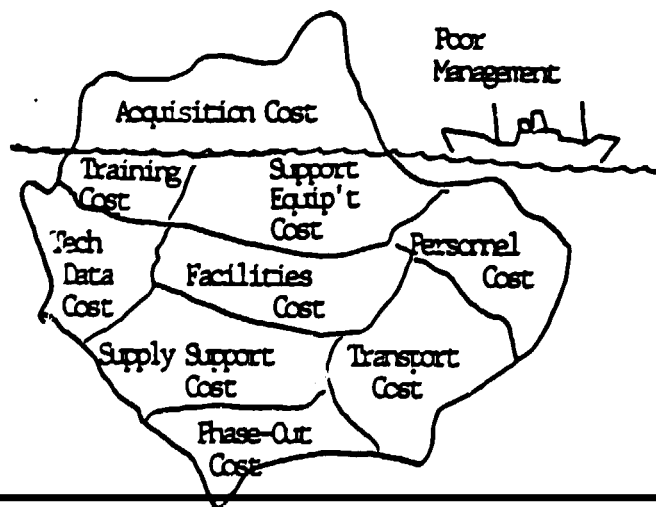 Poor
Management
Acquisition Cost
Training
Cost
Support
Equip't
Cost
Tech
Data
Cost
Facilities
Cost
Personnel
Cost
Supply Support
Cost
Transport
Cost
Phase-Out
Cost